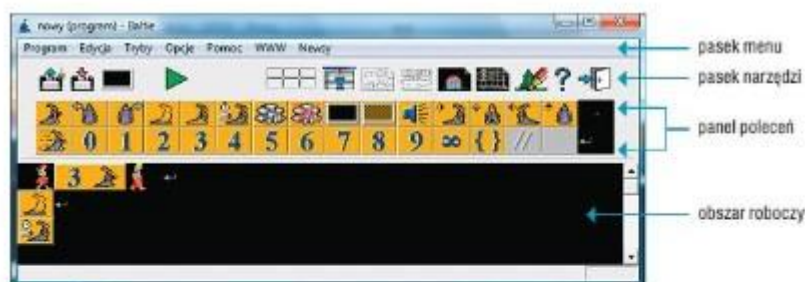 nowy (program) - Baltie
Program Edycja Tryby Opcje Pomoc WWW Newsy
pasek menu
?
pasek narzędzi
panel poleceń
0 1 2 3 4 5 6 7 8 9 ∞ { } //
3
obszar roboczy